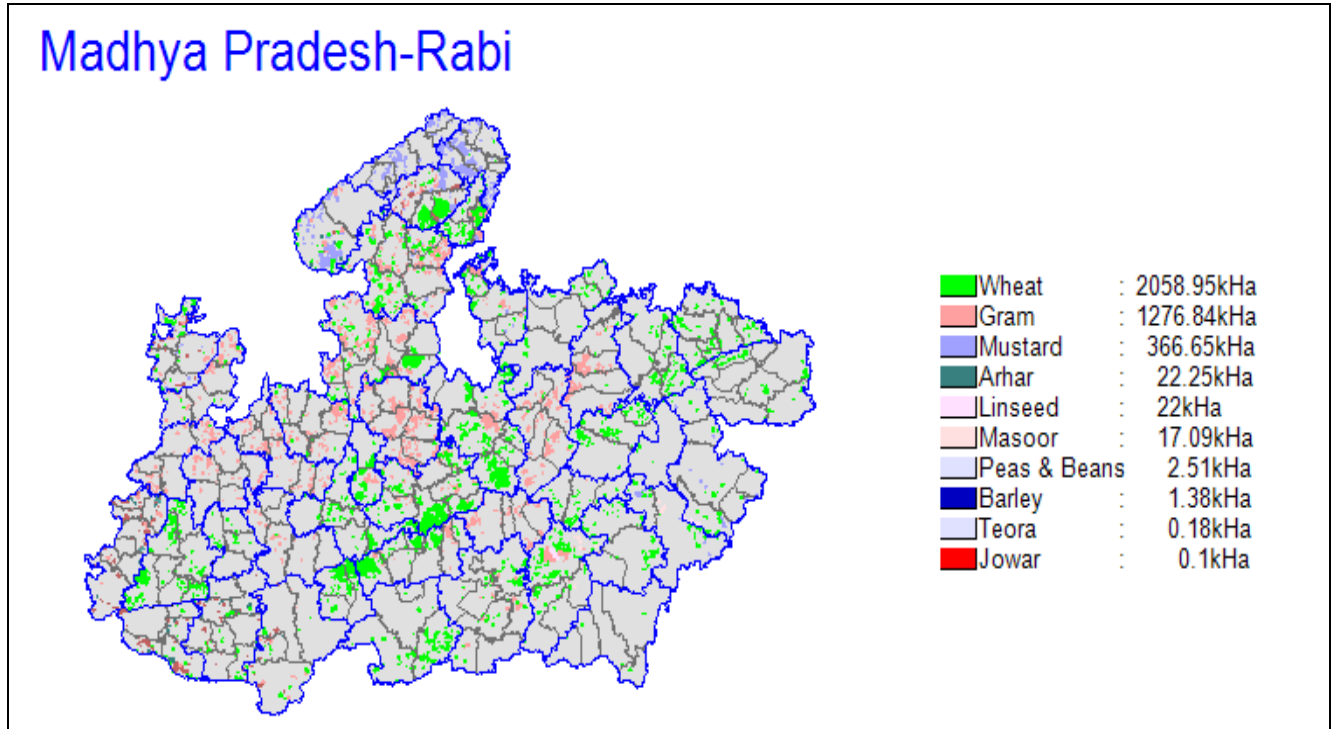 Madhya Pradesh-Rabi
Wheat : 2058.95kHa
Gram : 1276.84kHa
Mustard : 366.65kHa
Arhar : 22.25kHa
Linseed : 22kHa
Masoor : 17.09kHa
Peas & Beans 2.51kHa
Barley : 1.38kHa
Teora : 0.18kHa
Jowar : 0.1kHa